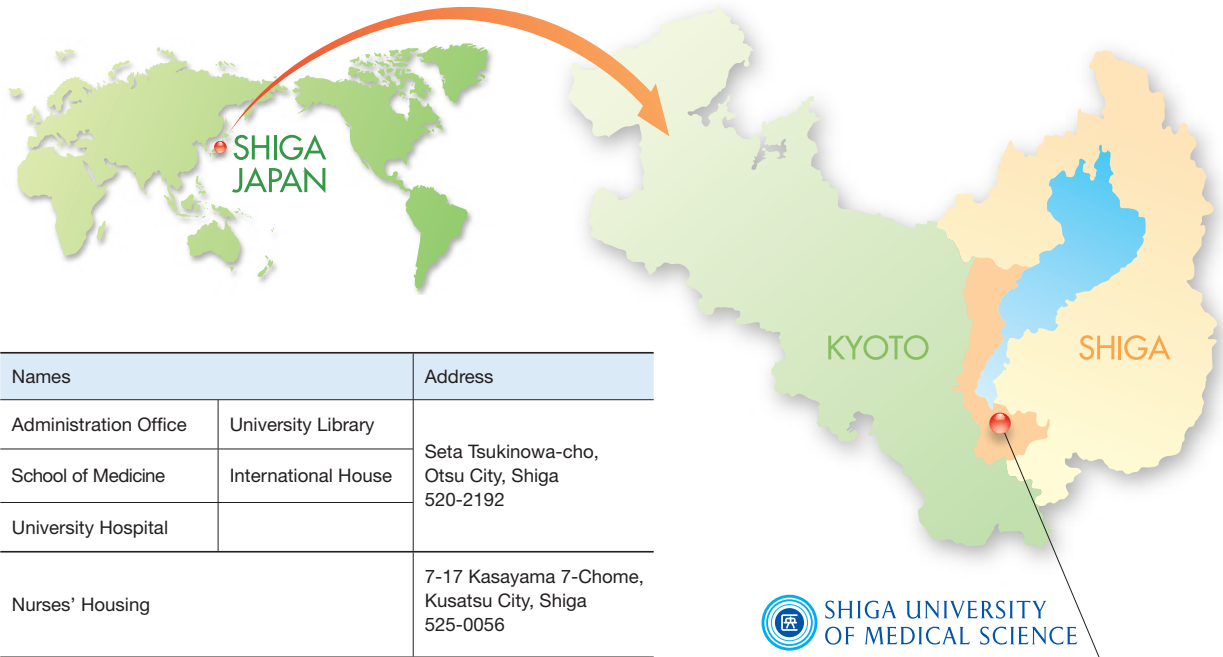 SHIGA
JAPAN
KYOTO
SHIGA
Names
Address
Administration Office
University Library
School of Medicine
International House
University Hospital
Seta Tsukinowa-cho,
Otsu City, Shiga
520-2192
Nurses’ Housing
7-17 Kasayama 7-Chome,
Kusatsu City, Shiga
525-0056
医
SHIGA UNIVERSITY
OF MEDICAL SCIENCE